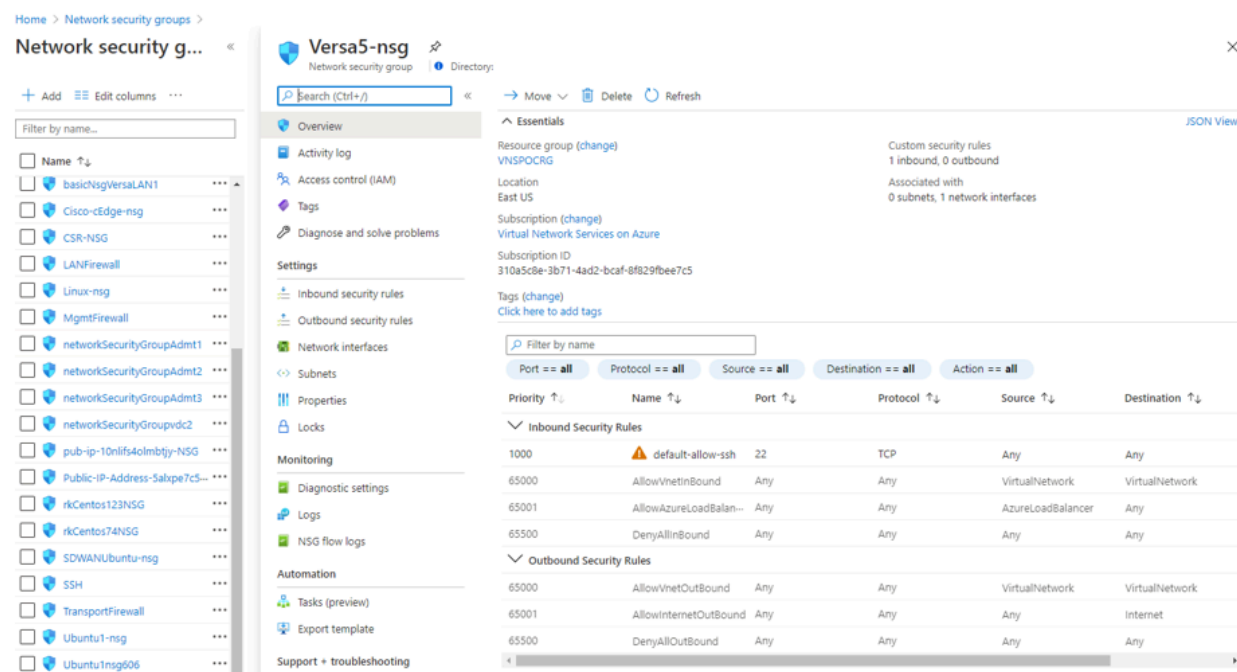 Home > Network security groups >
Network security g... «
+ Add Edit columns ...
Filter by name...
Name ↑↓
basicNsgVersaLAN1 ...
Cisco-cEdge-nsg ...
CSR-NSG ...
LANFirewall ...
Linux-nsg ...
MgmtFirewall ...
networkSecurityGroupAdmt1 ...
networkSecurityGroupAdmt2 ...
networkSecurityGroupAdmt3 ...
networkSecurityGroupvdc2 ...
pub-ip-10nlifs4olmbtjy-NSG ...
Public-IP-Address-5alxpe7c5... ...
rkCentos123NSG ...
rkCentos74NSG ...
SDWANUbuntu-nsg ...
SSH ...
TransportFirewall ...
Ubuntu1-nsg ...
Ubuntu1nsg606 ...
Versa5-nsg
Network security group | Directory:
Search (Ctrl+/) «
Overview
Activity log
Access control (IAM)
Tags
Diagnose and solve problems
Settings
Inbound security rules
Outbound security rules
Network interfaces
Subnets
Properties
Locks
Monitoring
Diagnostic settings
Logs
NSG flow logs
Automation
Tasks (preview)
Export template
Support + troubleshooting
→ Move Delete Refresh
Essentials JSON View
Resource group (change)
VNSPOCRG
Location
East US
Subscription (change)
Virtual Network Services on Azure
Subscription ID
310a5c8e-3b71-4ad2-bcaf-8f829fbee7c5
Tags (change)
Click here to add tags
Custom security rules
1 inbound, 0 outbound
Associated with
0 subnets, 1 network interfaces
Filter by name
Port == all Protocol == all Source == all Destination == all Action == all
Priority ↑↓ Name ↑↓ Port ↑↓ Protocol ↑↓ Source ↑↓ Destination ↑↓
Inbound Security Rules
1000 default-allow-ssh 22 TCP Any Any
65000 AllowVnetInBound Any Any VirtualNetwork VirtualNetwork
65001 AllowAzureLoadBalan... Any Any AzureLoadBalancer Any
65500 DenyAllInBound Any Any Any Any
Outbound Security Rules
65000 AllowVnetOutBound Any Any VirtualNetwork VirtualNetwork
65001 AllowInternetOutBound Any Any Any Internet
65500 DenyAllOutBound Any Any Any Any